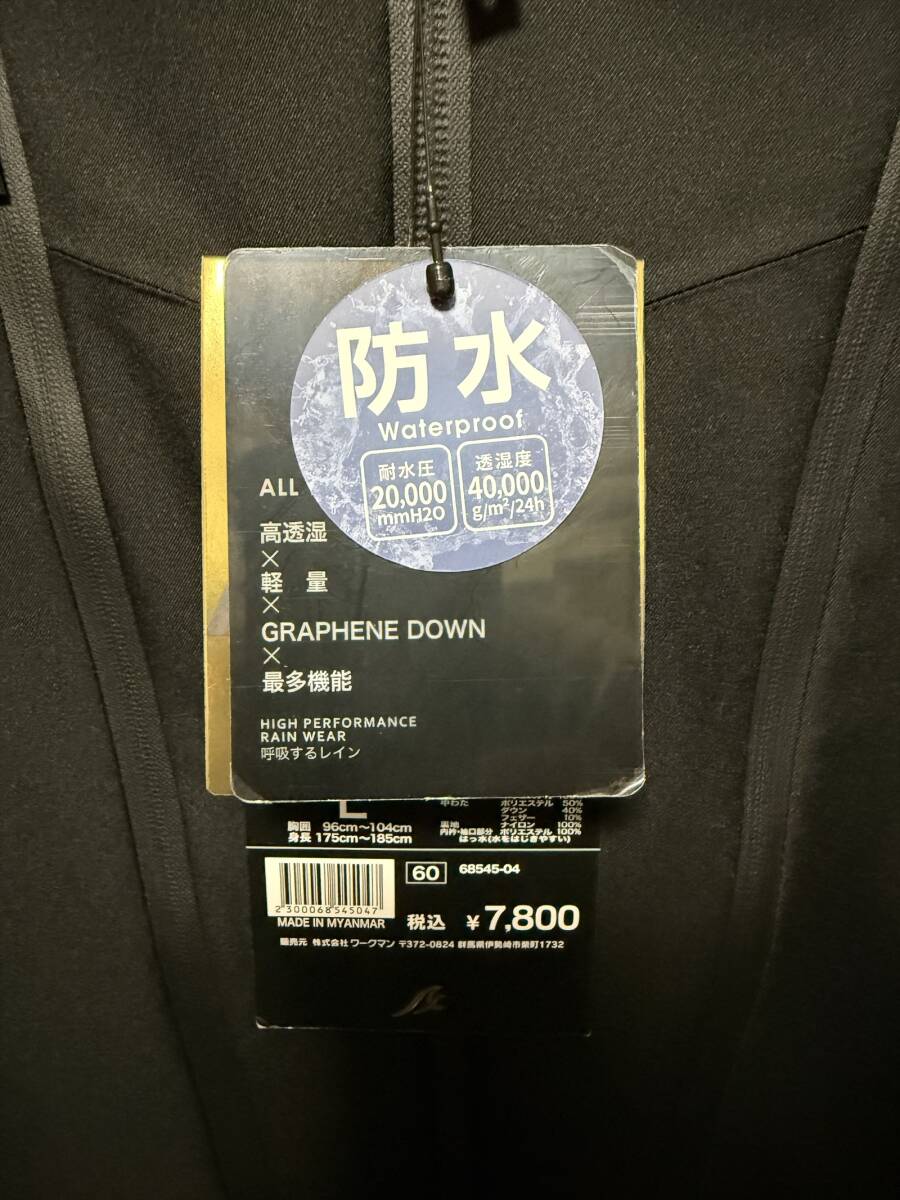 防水
Waterproof
耐水圧
20,000
mmH2O
透湿度
40,000
g/m²/24h
ALL
高透湿
×
軽 量
×
GRAPHENE DOWN
×
最多機能
HIGH PERFORMANCE
RAIN WEAR
呼吸するレイン
L
胸囲 96cm～104cm
身長 175cm～185cm
中わた ポリエステル 50%
ダウン 40%
フェザー 10%
裏地 ナイロン 100%
内衿・袖口部分 ポリエステル 100%
はっ水(水をはじきやすい)
60 68545-04
2300068545047
MADE IN MYANMAR
税込 ¥7,800
販売元 株式会社ワークマン 〒372-0824 群馬県伊勢崎市柴町1732